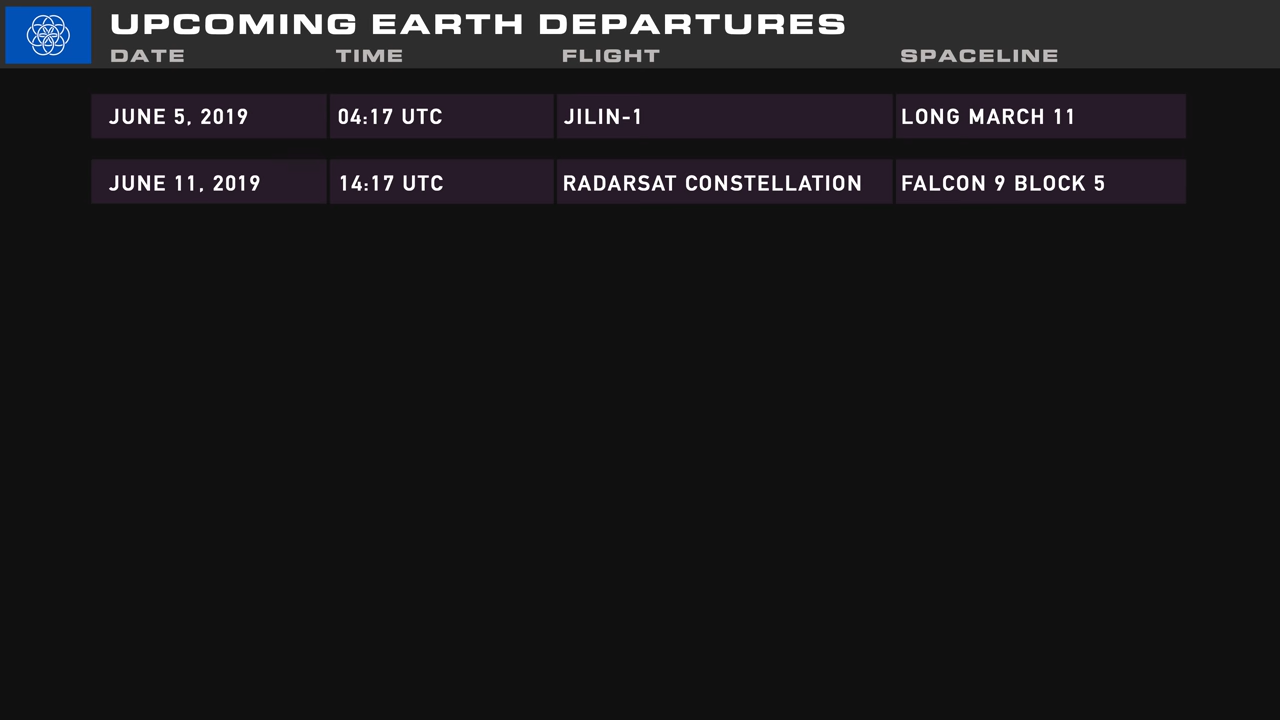 UPCOMING EARTH DEPARTURES
DATE TIME FLIGHT SPACELINE
JUNE 5, 2019 04:17 UTC JILIN-1 LONG MARCH 11
JUNE 11, 2019 14:17 UTC RADARSAT CONSTELLATION FALCON 9 BLOCK 5